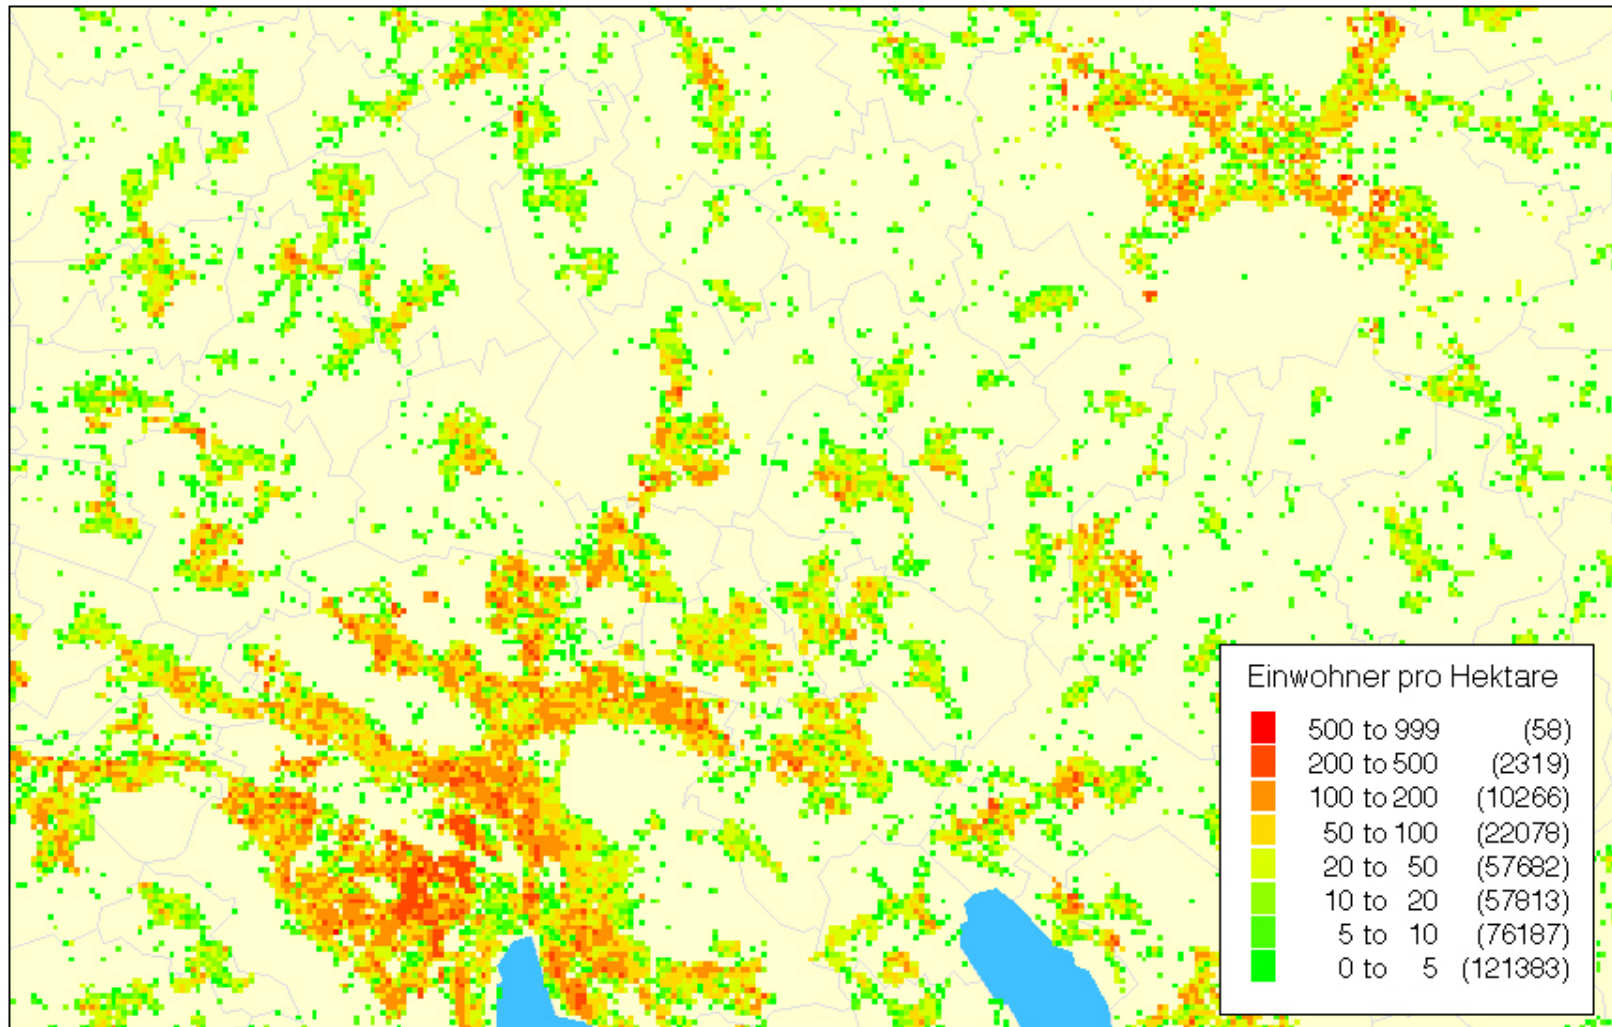 Einwohner pro Hektare
500 to 999 (58)
200 to 500 (2319)
100 to 200 (10266)
50 to 100 (22078)
20 to 50 (57682)
10 to 20 (57813)
5 to 10 (76187)
0 to 5 (121383)